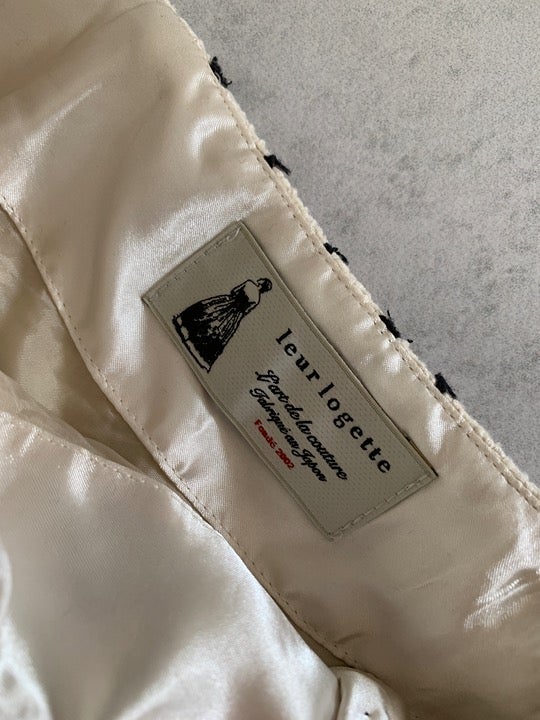 leur logette
L'art de la couture
Fabriqué au Japon
Fondé. 2002